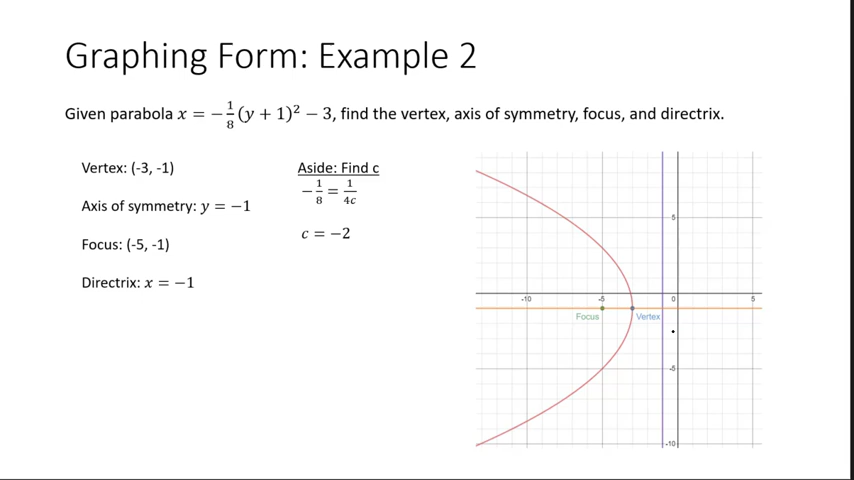 Graphing Form: Example 2
Given parabola x = −1/8(y + 1)² − 3, find the vertex, axis of symmetry, focus, and directrix.
Vertex: (-3, -1)
Axis of symmetry: y = −1
Focus: (-5, -1)
Directrix: x = −1
Aside: Find c
−1/8 = 1/4c
c = −2
5
-10 -5 0 5
Focus Vertex
-5
-10